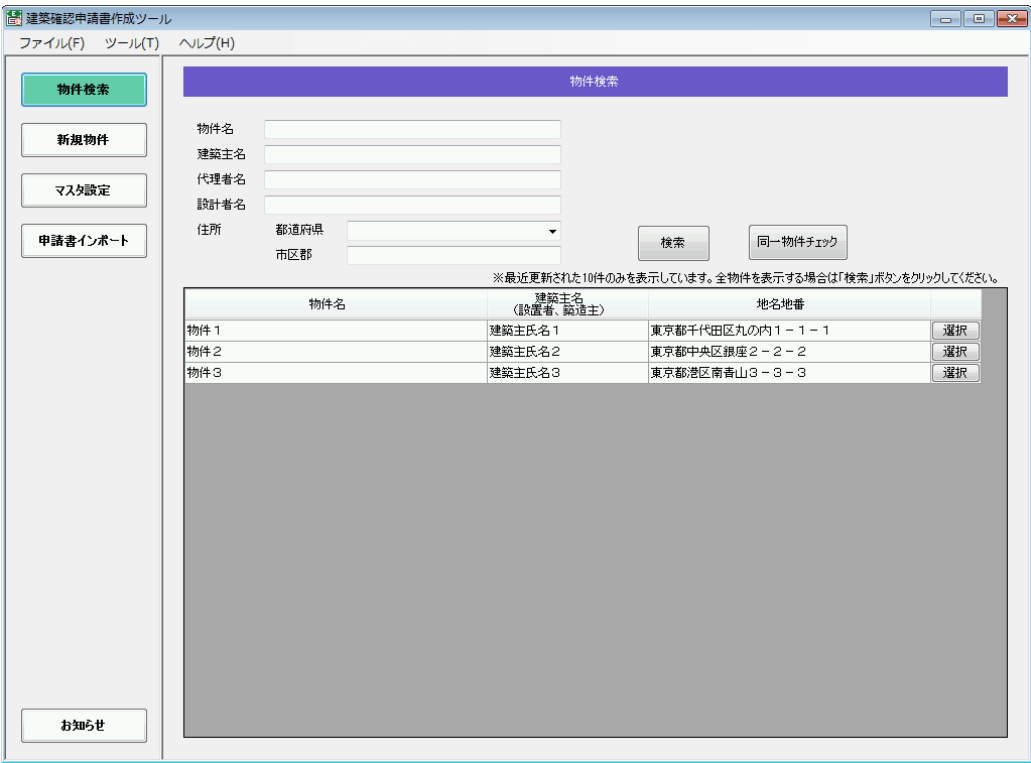 建築確認申請書作成ツール
ファイル(F) ツール(T) ヘルプ(H)
物件検索
新規物件
マスタ設定
申請書インポート
お知らせ
物件検索
物件名
建築主名
代理者名
設計者名
住所 都道府県
市区郡
検索 同一物件チェック
※最近更新された10件のみを表示しています。全物件を表示する場合は「検索」ボタンをクリックしてください。
物件名 建築主名 地名地番
(設置者、築造主)
物件1 建築主氏名1 東京都千代田区丸の内1-1-1 選択
物件2 建築主氏名2 東京都中央区銀座2-2-2 選択
物件3 建築主氏名3 東京都港区南青山3-3-3 選択